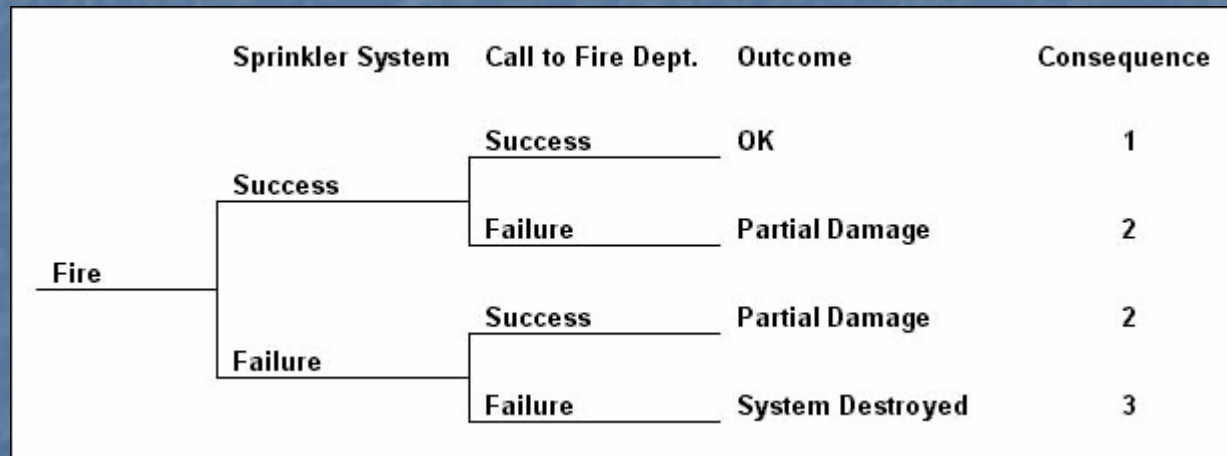 Sprinkler System Call to Fire Dept. Outcome Consequence
Success OK 1
Success
Failure Partial Damage 2
Fire
Success Partial Damage 2
Failure
Failure System Destroyed 3